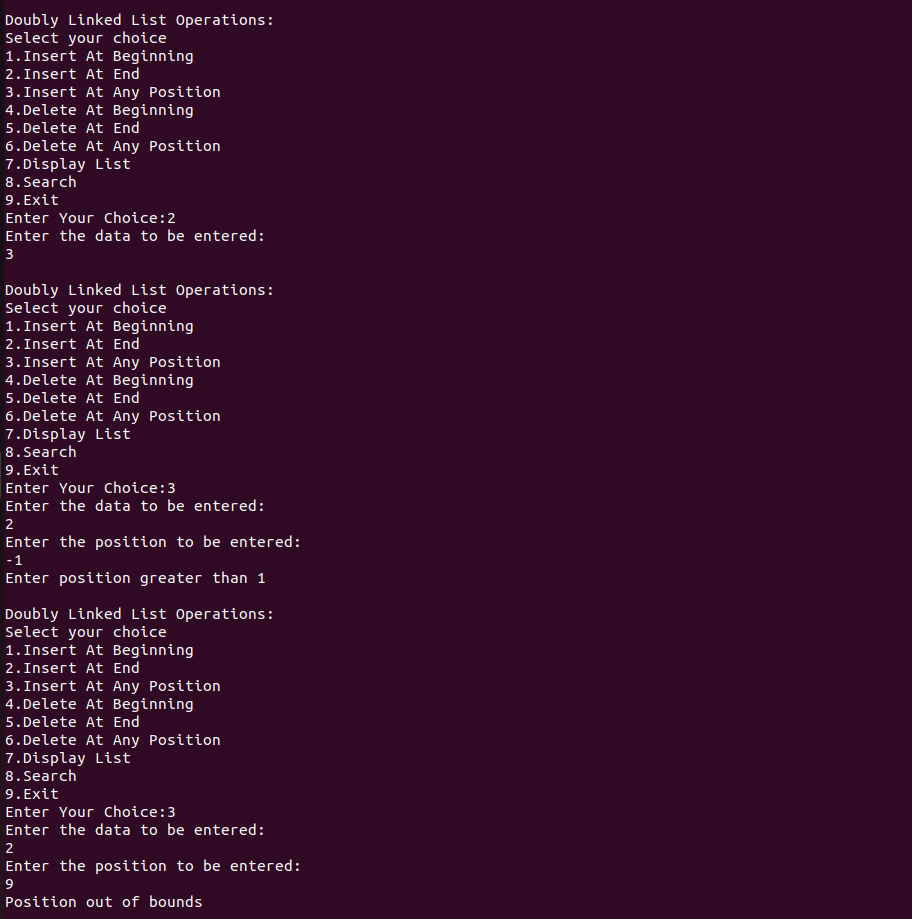 Doubly Linked List Operations:
Select your choice
1.Insert At Beginning
2.Insert At End
3.Insert At Any Position
4.Delete At Beginning
5.Delete At End
6.Delete At Any Position
7.Display List
8.Search
9.Exit
Enter Your Choice:2
Enter the data to be entered:
3

Doubly Linked List Operations:
Select your choice
1.Insert At Beginning
2.Insert At End
3.Insert At Any Position
4.Delete At Beginning
5.Delete At End
6.Delete At Any Position
7.Display List
8.Search
9.Exit
Enter Your Choice:3
Enter the data to be entered:
2
Enter the position to be entered:
-1
Enter position greater than 1

Doubly Linked List Operations:
Select your choice
1.Insert At Beginning
2.Insert At End
3.Insert At Any Position
4.Delete At Beginning
5.Delete At End
6.Delete At Any Position
7.Display List
8.Search
9.Exit
Enter Your Choice:3
Enter the data to be entered:
2
Enter the position to be entered:
9
Position out of bounds